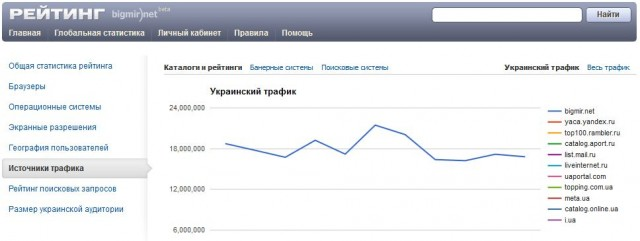 РЕЙТИНГ bigmir)net beta
Найти
Главная Глобальная статистика Личный кабинет Правила Помощь
Общая статистика рейтинга
Браузеры
Операционные системы
Экранные разрешения
География пользователей
Источники трафика
Рейтинг поисковых запросов
Размер украинской аудитории
Каталоги и рейтинги Банерные системы Поисковые системы
Украинский трафик Весь трафик
Украинский трафик
24,000,000
18,000,000
12,000,000
6,000,000
bigmir.net
yaca.yandex.ru
top100.rambler.ru
catalog.aport.ru
list.mail.ru
liveinternet.ru
uaportal.com
topping.com.ua
meta.ua
catalog.online.ua
i.ua